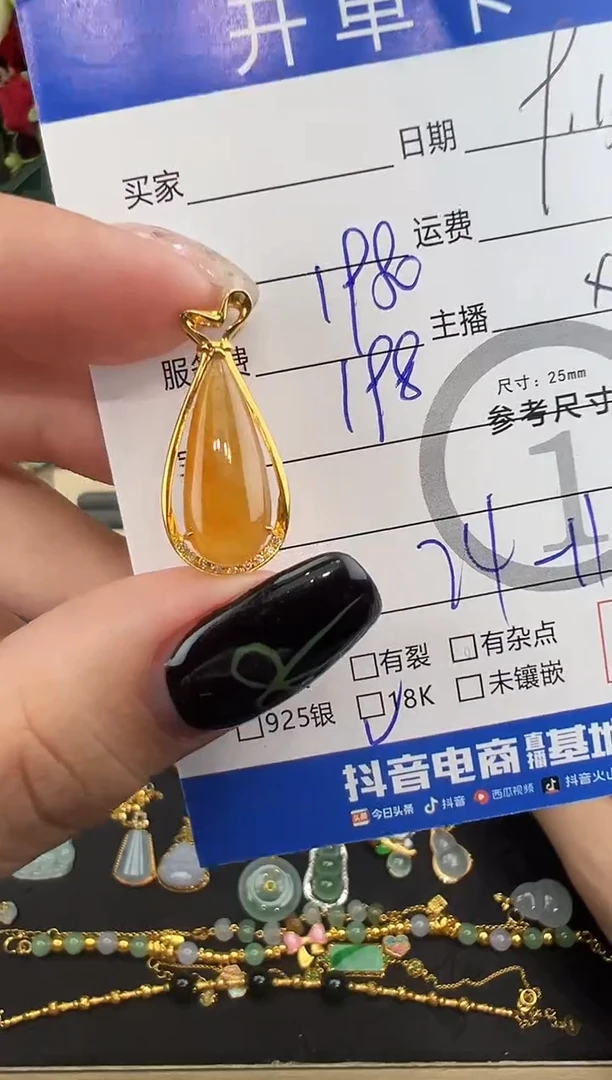 开单卡
日期
买家
运费
1980
主播
服务费
198
尺寸:25mm
参考尺寸
1
24-11
有裂 有杂点
925银 18K 未镶嵌
抖音电商直播基地
今日头条 抖音 西瓜视频 抖音火山